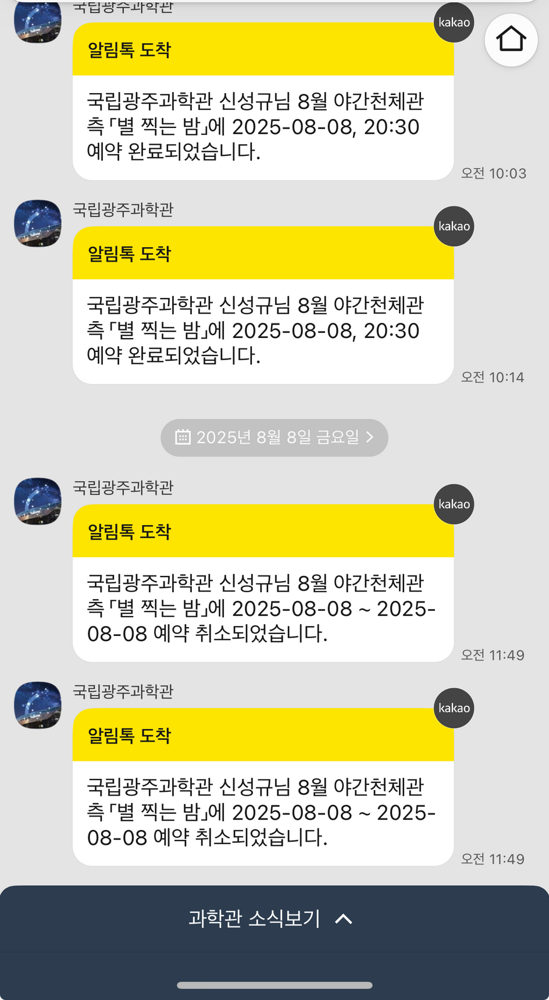 국립광주과학관
kakao
알림톡 도착
국립광주과학관 신성규님 8월 야간천체관
측 「별 찍는 밤」에 2025-08-08, 20:30
예약 완료되었습니다.
오전 10:03
국립광주과학관
kakao
알림톡 도착
국립광주과학관 신성규님 8월 야간천체관
측 「별 찍는 밤」에 2025-08-08, 20:30
예약 완료되었습니다.
오전 10:14
2025년 8월 8일 금요일
국립광주과학관
kakao
알림톡 도착
국립광주과학관 신성규님 8월 야간천체관
측 「별 찍는 밤」에 2025-08-08 ~ 2025-
08-08 예약 취소되었습니다.
오전 11:49
국립광주과학관
kakao
알림톡 도착
국립광주과학관 신성규님 8월 야간천체관
측 「별 찍는 밤」에 2025-08-08 ~ 2025-
08-08 예약 취소되었습니다.
오전 11:49
과학관 소식보기